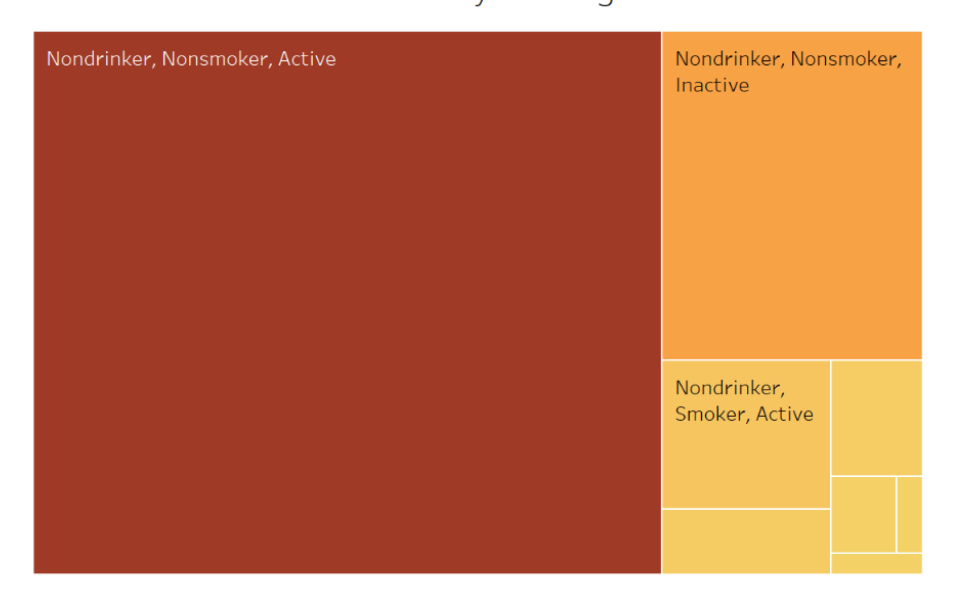 Nondrinker, Nonsmoker, Active
Nondrinker, Nonsmoker,
Inactive
Nondrinker,
Smoker, Active